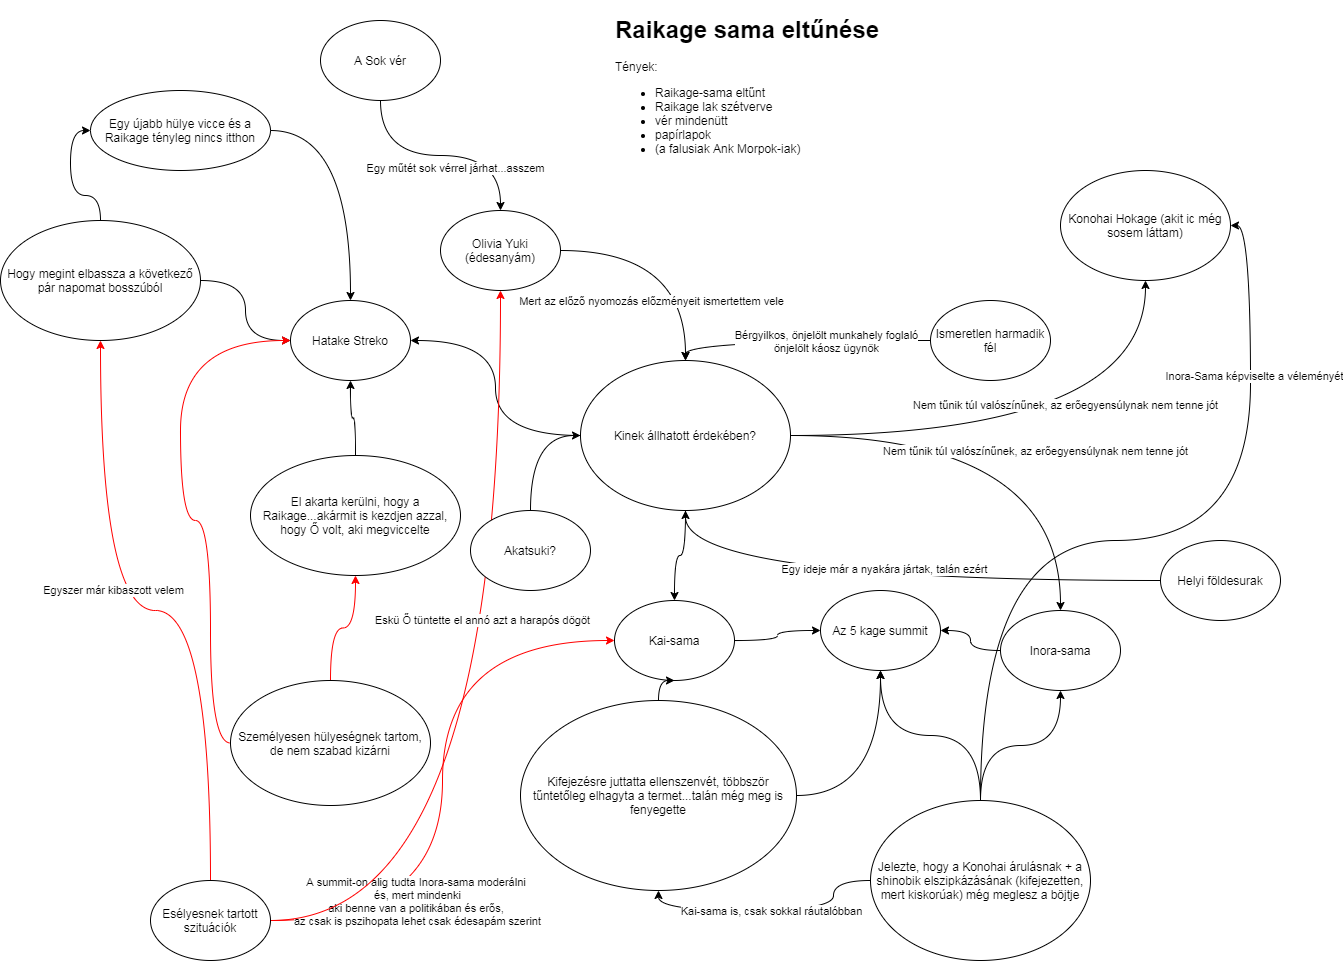 Raikage sama eltűnése
Tények:
Raikage-sama eltűnt
Raikage lak szétverve
vér mindenütt
papírlapok
(a falusiak Ank Morpok-iak)
A Sok vér
Egy újabb hülye vicce és a
Raikage tényleg nincs itthon
Egy műtét sok vérrel járhat...asszem
Olivia Yuki
(édesanyám)
Konohai Hokage (akit ic még
sosem láttam)
Hogy megint elbassza a következő
pár napomat bosszúból
Mert az előző nyomozás előzményeit ismertettem vele
Hatake Streko
Bérgyilkos, önjelölt munkahely foglaló
önjelölt káosz ügynök
Ismeretlen harmadik
fél
Inora-Sama képviselte a véleményét
Nem tűnik túl valószínűnek, az erőegyensúlynak nem tenne jót
Kinek állhatott érdekében?
Nem tűnik túl valószínűnek, az erőegyensúlynak nem tenne jót
El akarta kerülni, hogy a
Raikage...akármit is kezdjen azzal,
hogy Ő volt, aki megviccelte
Akatsuki?
Egy ideje már a nyakára jártak, talán ezért
Helyi földesurak
Egyszer már kibaszott velem
Eskü Ő tüntette el annó azt a harapós dögöt
Kai-sama
Az 5 kage summit
Inora-sama
Személyesen hülyeségnek tartom,
de nem szabad kizárni
Kifejezésre juttatta ellenszenvét, többször
tűntetőleg elhagyta a termet...talán még meg is
fenyegette
Jelezte, hogy a Konohai árulásnak + a
shinobik elszipkázásának (kifejezetten,
mert kiskorúak) még meglesz a böjtje
Kai-sama is, csak sokkal ráutalóbban
Esélyesnek tartott
szituációk
A summit-on alig tudta Inora-sama moderálni
és, mert mindenki
aki benne van a politikában és erős,
az csak is pszihopata lehet csak édesapám szerint